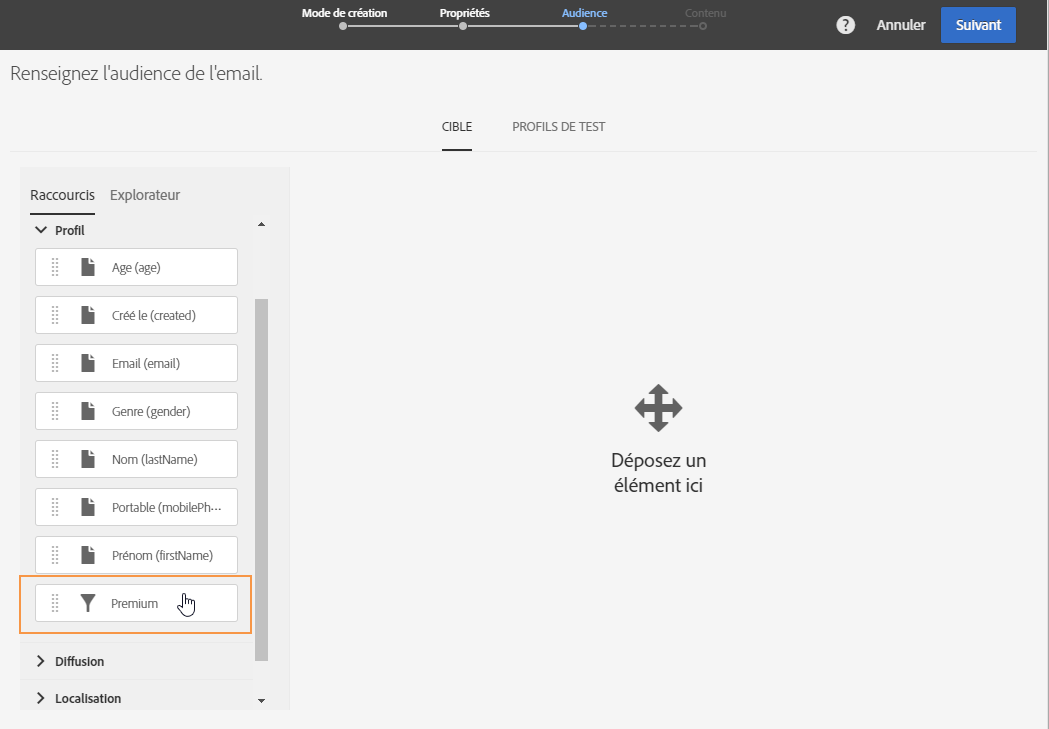 Mode de création
Propriétés
Audience
Contenu
?
Annuler
Suivant
Renseignez l'audience de l'email.
CIBLE
PROFILS DE TEST
Raccourcis
Explorateur
Profil
Age (age)
Créé le (created)
Email (email)
Genre (gender)
Nom (lastName)
Portable (mobilePh···
Prénom (firstName)
Premium
Diffusion
Localisation
Déposez un
élément ici